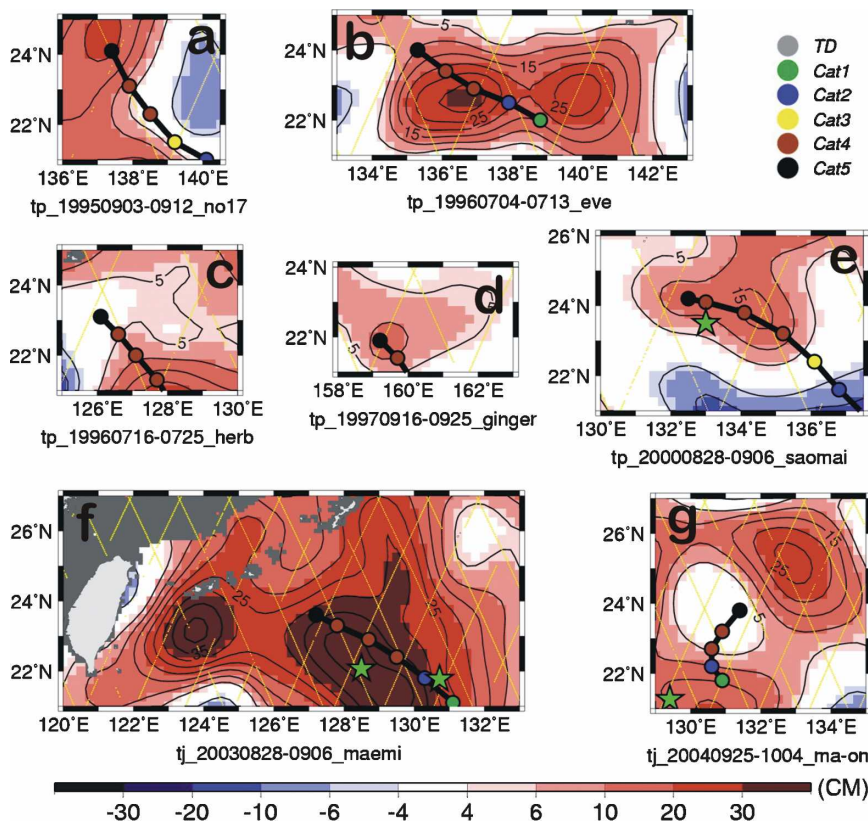 a
24°N
22°N
136°E 138°E 140°E
tp_19950903-0912_no17
b
5
15
25
25
15
24°N
22°N
134°E 136°E 138°E 140°E 142°E
tp_19960704-0713_eve
TD
Cat1
Cat2
Cat3
Cat4
Cat5
c
5
5
24°N
22°N
126°E 128°E 130°E
tp_19960716-0725_herb
d
5
5
24°N
22°N
158°E 160°E 162°E
tp_19970916-0925_ginger
e
5
15
26°N
24°N
22°N
130°E 132°E 134°E 136°E
tp_20000828-0906_saomai
f
25
25
35
26°N
24°N
22°N
120°E 122°E 124°E 126°E 128°E 130°E 132°E
tj_20030828-0906_maemi
g
15
25
5
26°N
24°N
22°N
130°E 132°E 134°E
tj_20040925-1004_ma-on
(CM)
-30 -20 -10 -6 -4 4 6 10 20 30